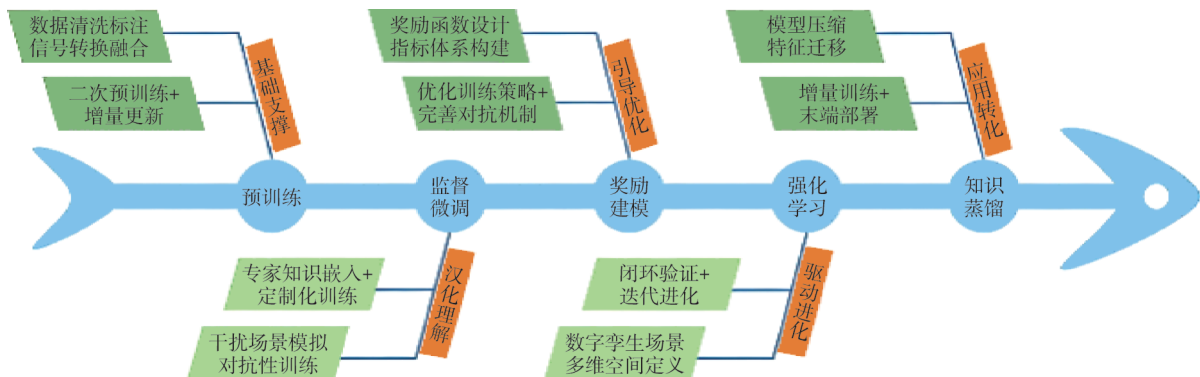 数据清洗标注
信号转换融合
二次预训练+
增量更新
基础支撑
奖励函数设计
指标体系构建
优化训练策略+
完善对抗机制
引导优化
模型压缩
特征迁移
增量训练+
末端部署
应用转化
预训练
监督
微调
奖励
建模
强化
学习
知识
蒸馏
专家知识嵌入+
定制化训练
干扰场景模拟
对抗性训练
汉化理解
闭环验证+
迭代进化
数字孪生场景
多维空间定义
驱动进化